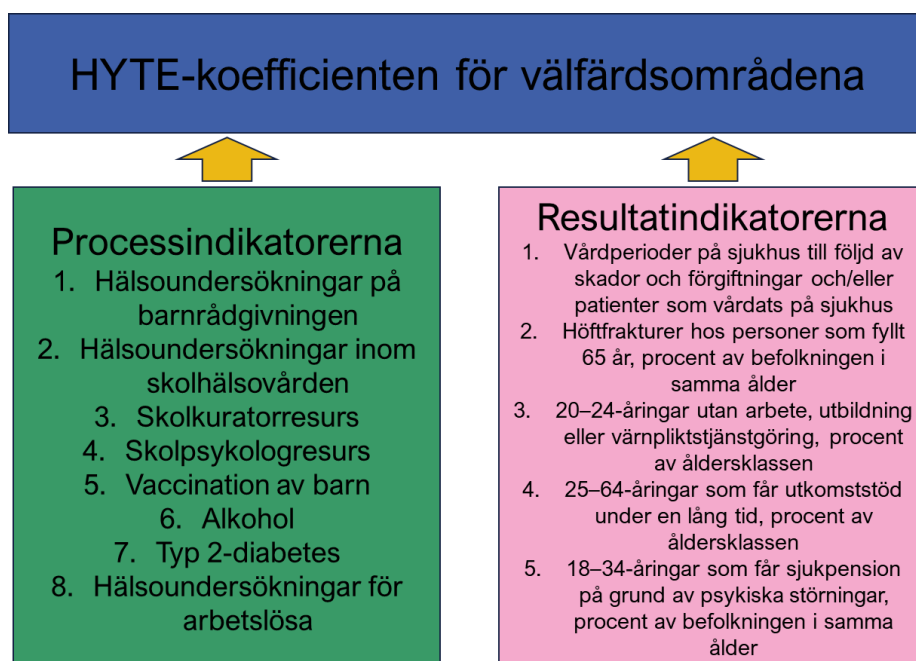 HYTE-koefficienten för välfärdsområdena
Processindikatorerna
1. Hälsoundersökningar på
barnrådgivningen
2. Hälsoundersökningar inom
skolhälsovården
3. Skolkuratorresurs
4. Skolpsykologresurs
5. Vaccination av barn
6. Alkohol
7. Typ 2-diabetes
8. Hälsoundersökningar för
arbetslösa
Resultatindikatorerna
1. Vårdperioder på sjukhus till följd av
skador och förgiftningar och/eller
patienter som vårdats på sjukhus
2. Höftfrakturer hos personer som fyllt
65 år, procent av befolkningen i
samma ålder
3. 20–24-åringar utan arbete, utbildning
eller värnpliktstjänstgöring, procent
av åldersklassen
4. 25–64-åringar som får utkomststöd
under en lång tid, procent av
åldersklassen
5. 18–34-åringar som får sjukpension
på grund av psykiska störningar,
procent av befolkningen i samma
ålder